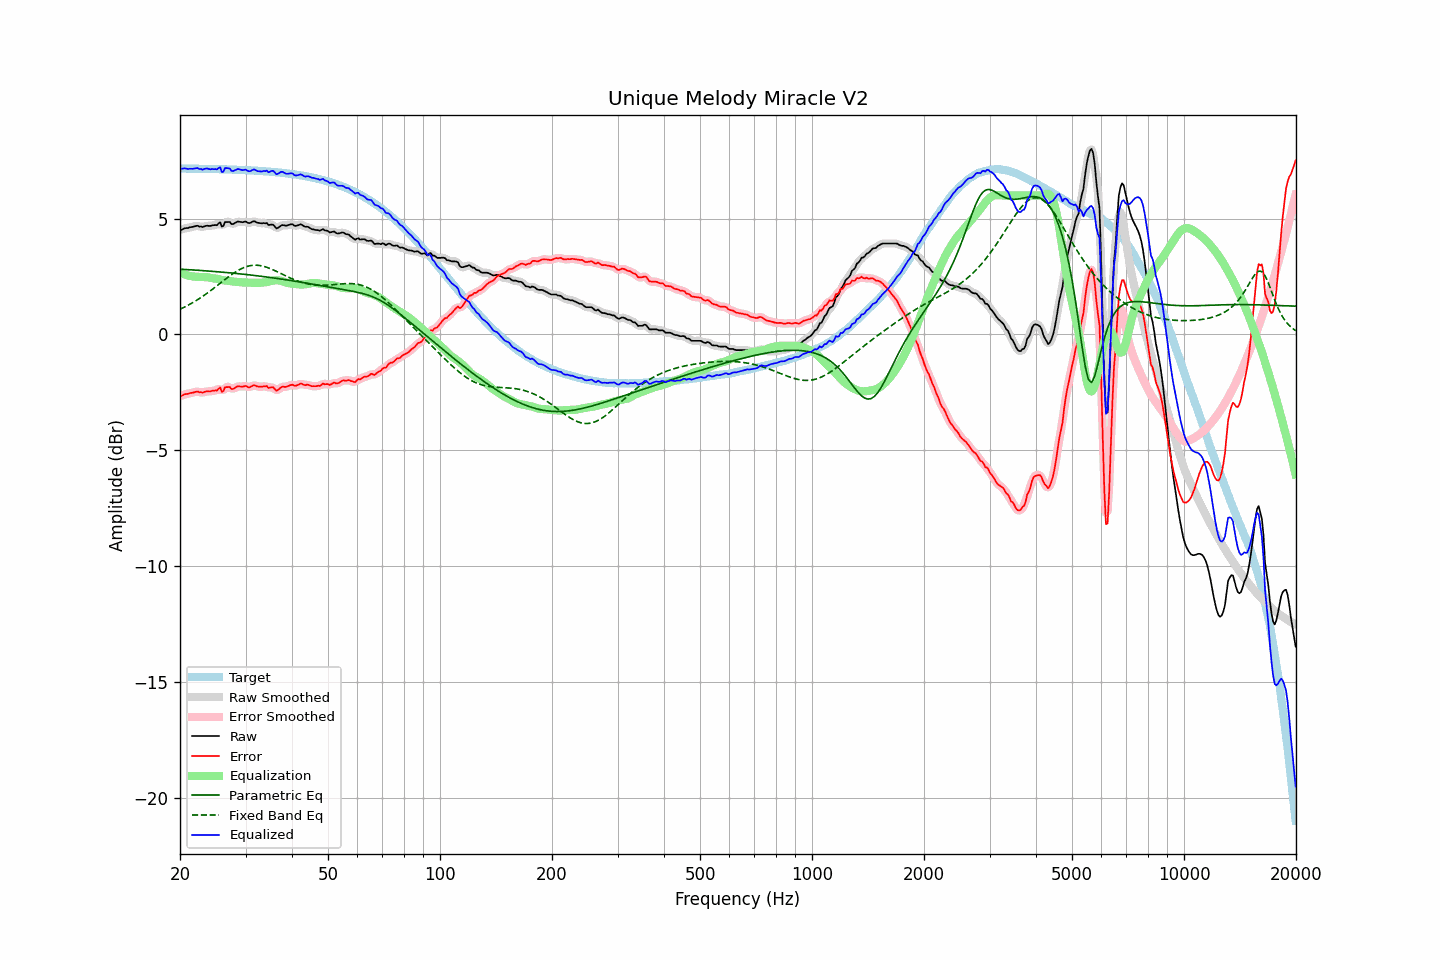 Unique Melody Miracle V2
Amplitude (dBr)
5
0
−5
−10
−15
−20
Target
Raw Smoothed
Error Smoothed
Raw
Error
Equalization
Parametric Eq
Fixed Band Eq
Equalized
20 50 100 200 500 1000 2000 5000 10000 20000
Frequency (Hz)